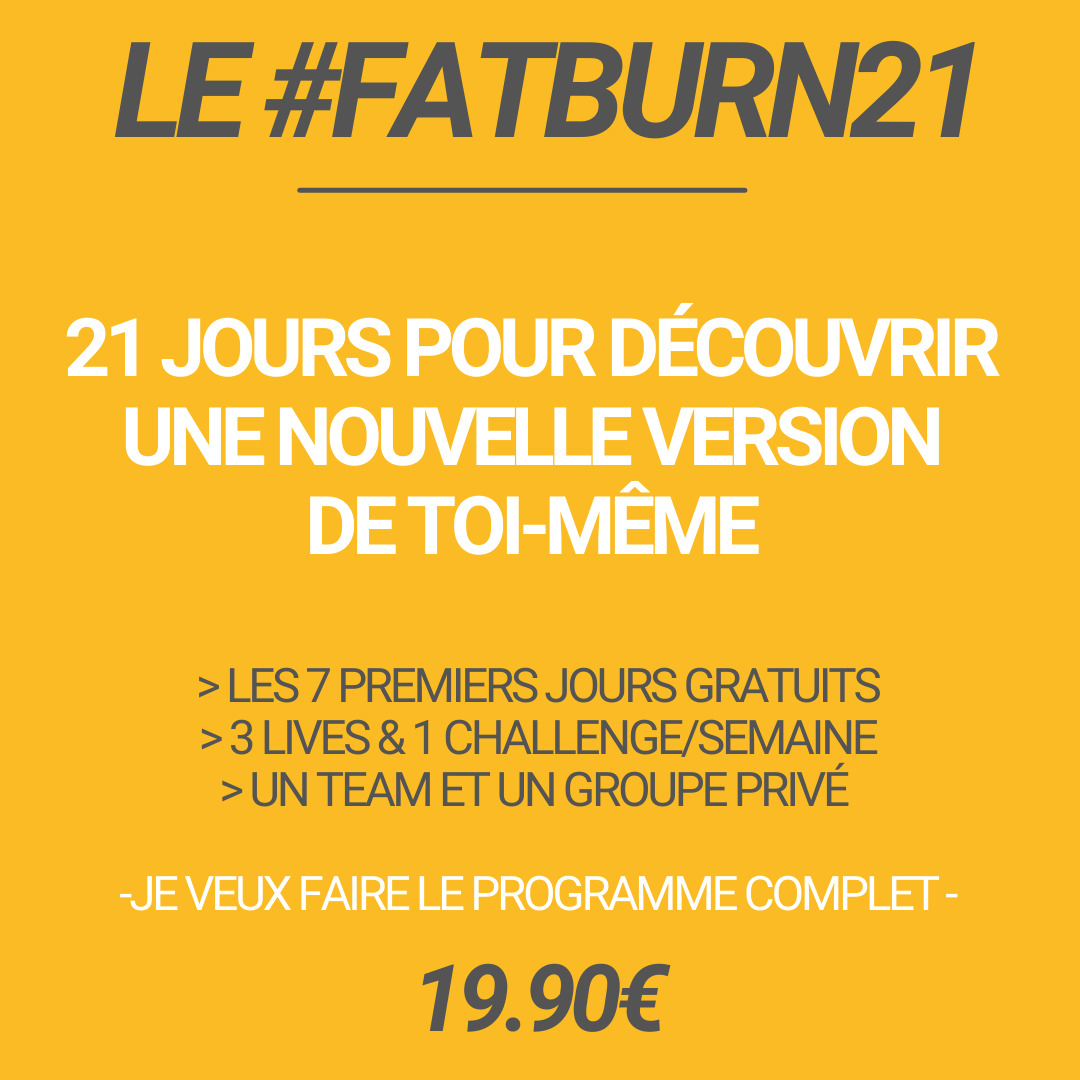 LE #FATBURN21
21 JOURS POUR DÉCOUVRIR
UNE NOUVELLE VERSION
DE TOI-MÊME
> LES 7 PREMIERS JOURS GRATUITS
> 3 LIVES & 1 CHALLENGE/SEMAINE
> UN TEAM ET UN GROUPE PRIVÉ
-JE VEUX FAIRE LE PROGRAMME COMPLET -
19.90€